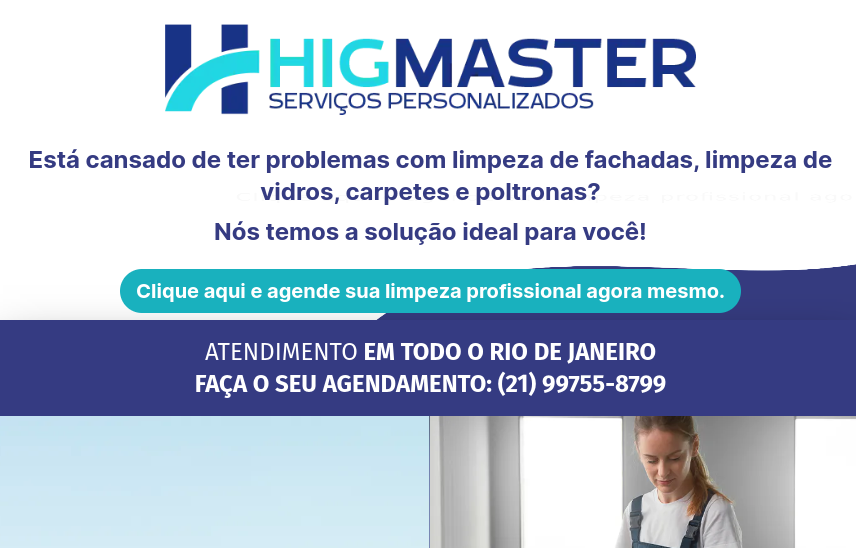 HIGMASTER
SERVIÇOS PERSONALIZADOS
Está cansado de ter problemas com limpeza de fachadas, limpeza de
vidros, carpetes e poltronas?
Nós temos a solução ideal para você!
Clique aqui e agende sua limpeza profissional agora mesmo.
ATENDIMENTO EM TODO O RIO DE JANEIRO
FAÇA O SEU AGENDAMENTO: (21) 99755-8799